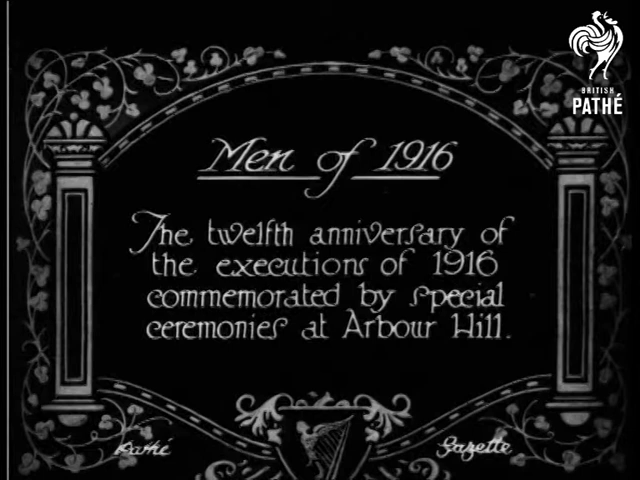 BRITISH
PATHÉ
Men of 1916
The twelfth anniversary of
the executions of 1916
commemorated by special
ceremonies at Arbour Hill.
Pathé Gazette